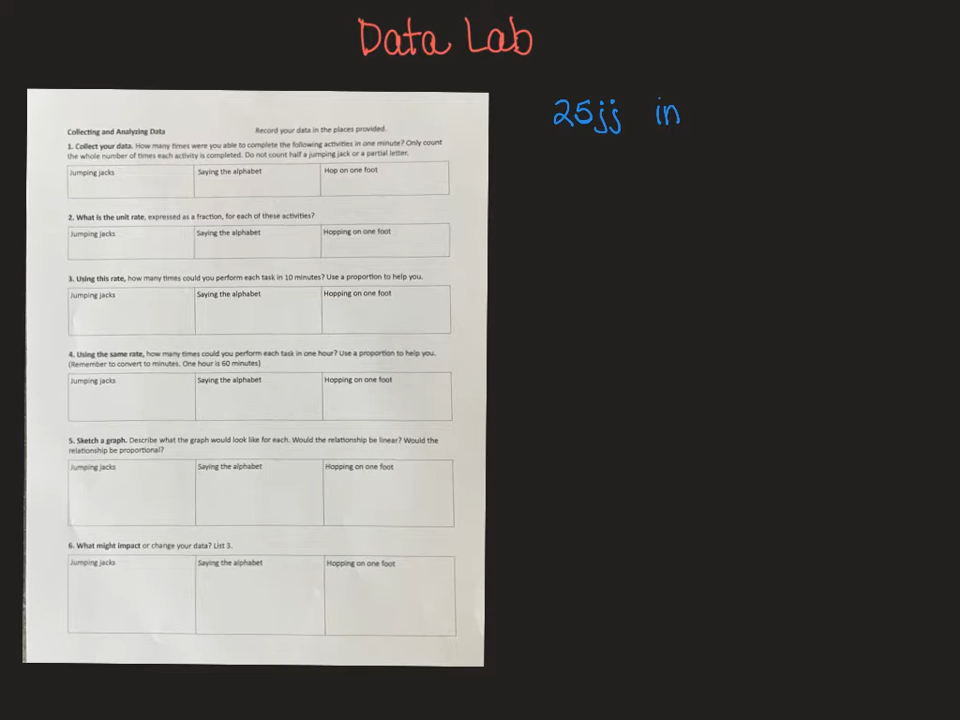 Data Lab
25jj in
Collecting and Analyzing Data Record your data in the places provided.
1. Collect your data. How many times were you able to complete the following activities in one minute? Only count
the whole number of times each activity is completed. Do not count half a jumping jack or a partial letter.
Jumping jacks Saying the alphabet Hop on one foot
2. What is the unit rate, expressed as a fraction, for each of these activities?
Jumping jacks Saying the alphabet Hopping on one foot
3. Using this rate, how many times could you perform each task in 10 minutes? Use a proportion to help you.
Jumping jacks Saying the alphabet Hopping on one foot
4. Using the same rate, how many times could you perform each task in one hour? Use a proportion to help you.
(Remember to convert to minutes. One hour is 60 minutes)
Jumping jacks Saying the alphabet Hopping on one foot
5. Sketch a graph. Describe what the graph would look like for each. Would the relationship be linear? Would the
relationship be proportional?
Jumping jacks Saying the alphabet Hopping on one foot
6. What might impact or change your data? List 3.
Jumping jacks Saying the alphabet Hopping on one foot